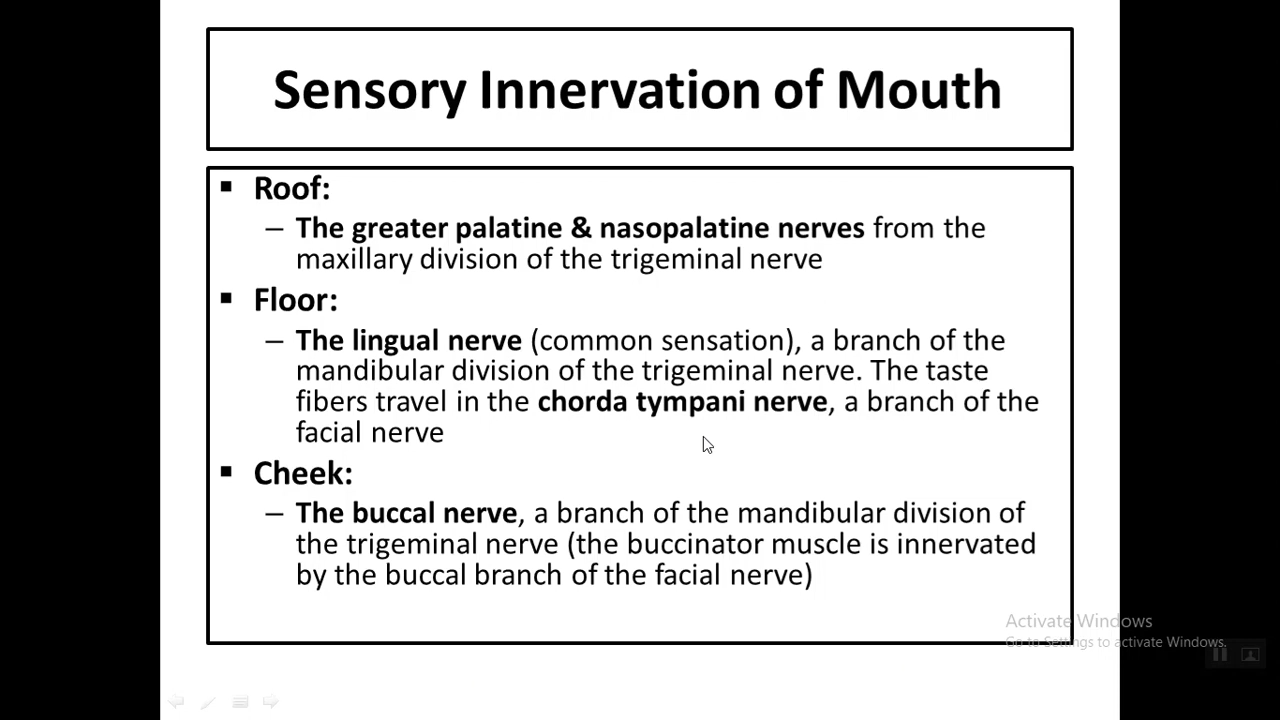 Sensory Innervation of Mouth
▪ Roof:
– The greater palatine & nasopalatine nerves from the
maxillary division of the trigeminal nerve
▪ Floor:
– The lingual nerve (common sensation), a branch of the
mandibular division of the trigeminal nerve. The taste
fibers travel in the chorda tympani nerve, a branch of the
facial nerve
▪ Cheek:
– The buccal nerve, a branch of the mandibular division of
the trigeminal nerve (the buccinator muscle is innervated
by the buccal branch of the facial nerve)
Activate Windows
Go to Settings to activate Windows.